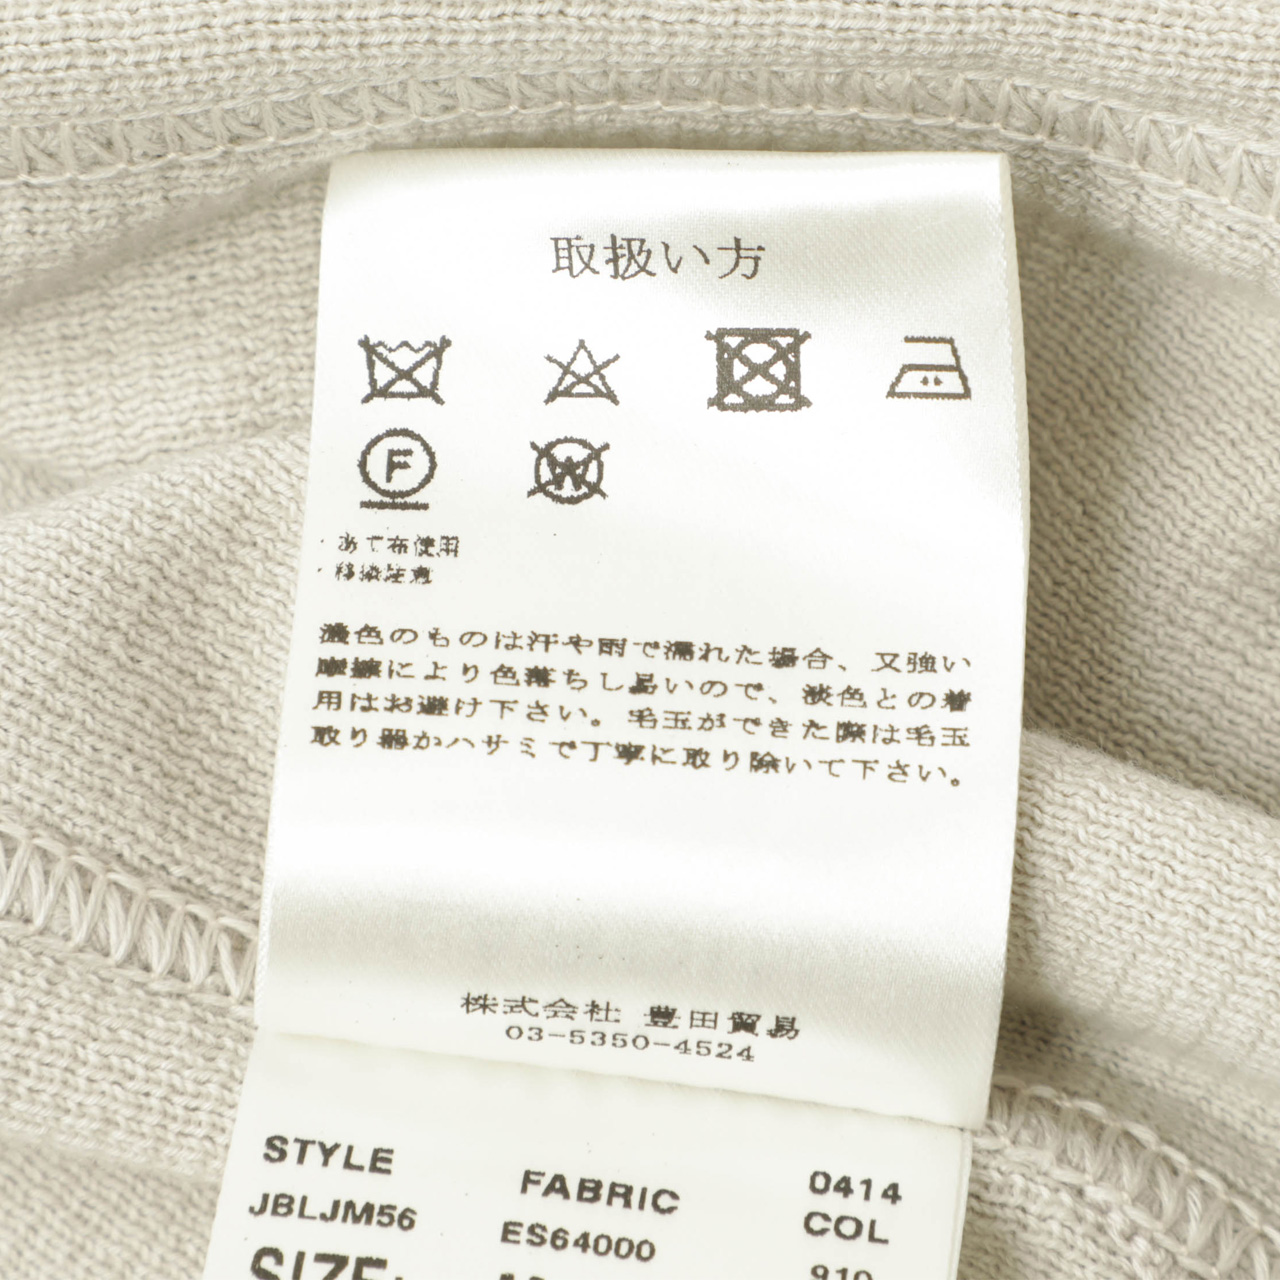 取扱い方
F
W
・あて布使用
・移染注意
濃色のものは汗や雨で濡れた場合、又強い
摩擦により色落ちし易いので、淡色との着
用はお避け下さい。毛玉ができた際は毛玉
取り器かハサミで丁寧に取り除いて下さい。
株式会社 豊田貿易
03-5350-4524
STYLE FABRIC 0414
JBLJM56 ES64000 COL
SIZE: 910